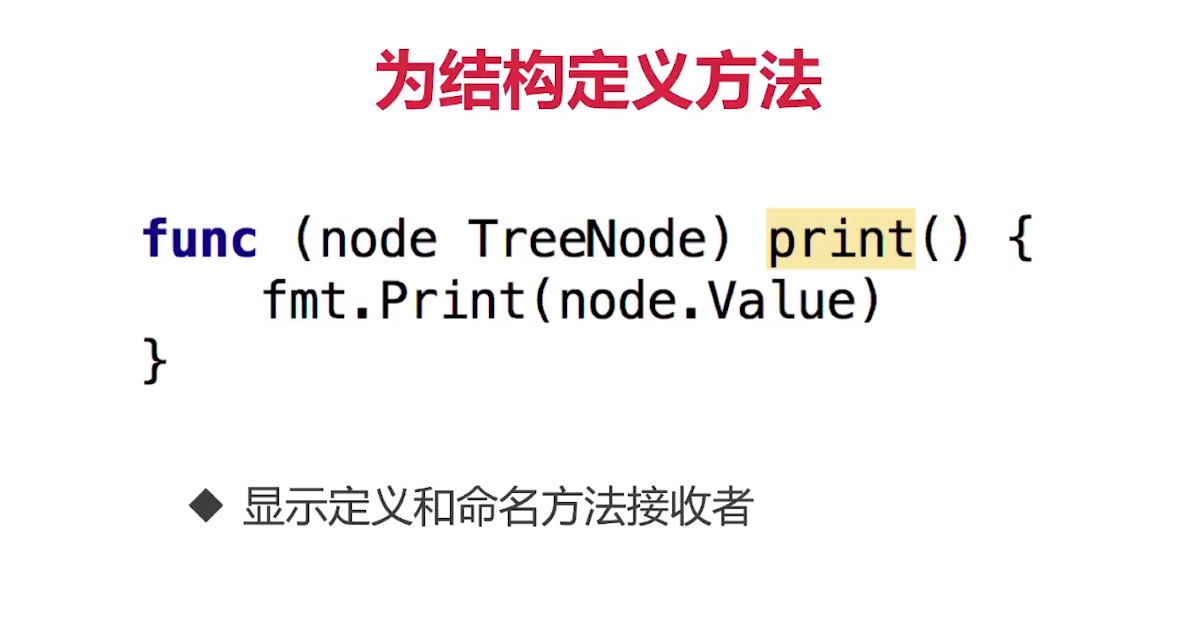 为结构定义方法
func (node TreeNode) print() {
    fmt.Print(node.Value)
}
◆ 显示定义和命名方法接收者